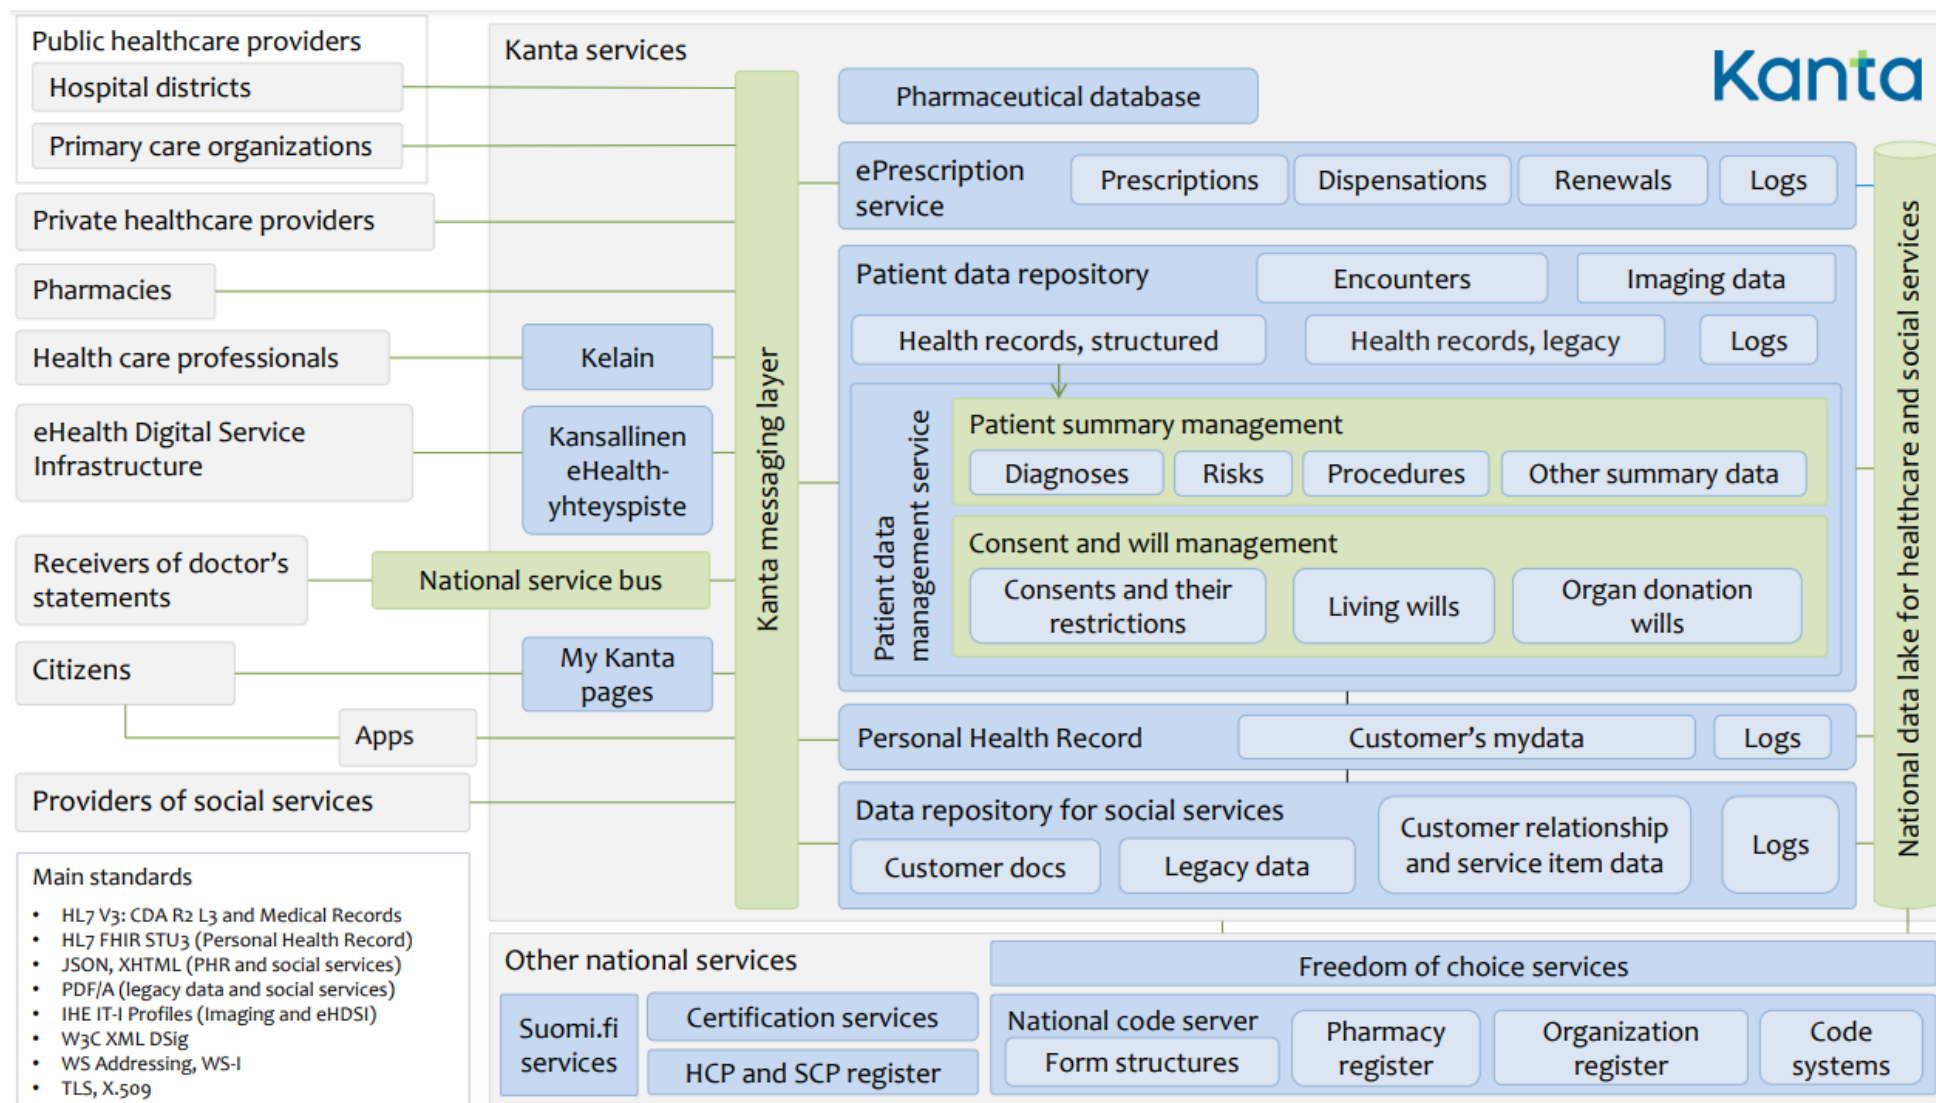 Public healthcare providers
Hospital districts
Primary care organizations
Private healthcare providers
Pharmacies
Health care professionals
eHealth Digital Service
Infrastructure
Receivers of doctor's
statements
Citizens
Apps
Providers of social services
Main standards
• HL7 V3: CDA R2 L3 and Medical Records
• HL7 FHIR STU3 (Personal Health Record)
• JSON, XHTML (PHR and social services)
• PDF/A (legacy data and social services)
• IHE IT-I Profiles (Imaging and eHDSI)
• W3C XML DSig
• WS Addressing, WS-I
• TLS, X.509
Kanta services
Kelain
Kansallinen
eHealth-
yhteyspiste
National service bus
My Kanta
pages
Kanta messaging layer
Kanta
Pharmaceutical database
ePrescription
service
Prescriptions
Dispensations
Renewals
Logs
Patient data repository
Encounters
Imaging data
Health records, structured
Health records, legacy
Logs
Patient data
management service
Patient summary management
Diagnoses
Risks
Procedures
Other summary data
Consent and will management
Consents and their
restrictions
Living wills
Organ donation
wills
Personal Health Record
Customer's mydata
Logs
Data repository for social services
Customer docs
Legacy data
Customer relationship
and service item data
Logs
National data lake for healthcare and social services
Other national services
Suomi.fi
services
Certification services
HCP and SCP register
Freedom of choice services
National code server
Form structures
Pharmacy
register
Organization
register
Code
systems